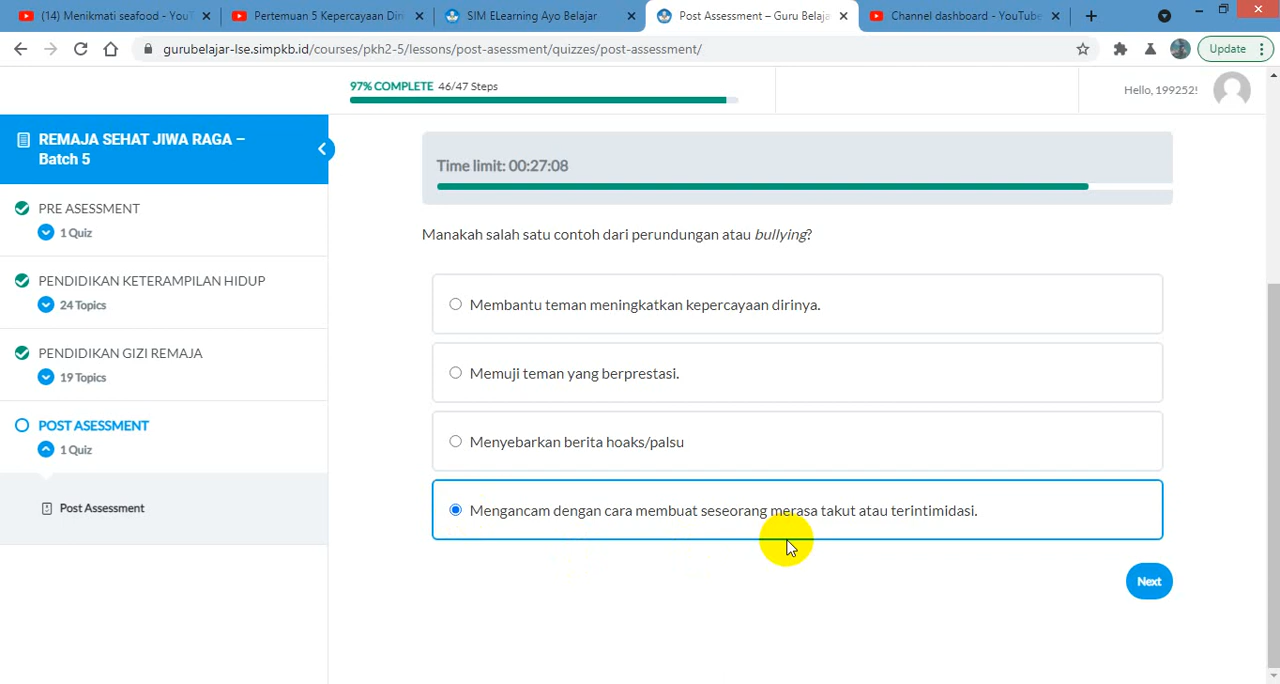 (14) Menikmati seafood - YouT
Pertemuan 5 Kepercayaan Diri
SIM ELearning Ayo Belajar
Post Assessment – Guru Belaja
Channel dashboard - YouTube
gurubelajar-lse.simpkb.id/courses/pkh2-5/lessons/post-asessment/quizzes/post-assessment/
Update
97% COMPLETE 46/47 Steps
Hello, 199252!
REMAJA SEHAT JIWA RAGA –
Batch 5
PRE ASESSMENT
1 Quiz
PENDIDIKAN KETERAMPILAN HIDUP
24 Topics
PENDIDIKAN GIZI REMAJA
19 Topics
POST ASESSMENT
1 Quiz
Post Assessment
Time limit: 00:27:08
Manakah salah satu contoh dari perundungan atau bullying?
Membantu teman meningkatkan kepercayaan dirinya.
Memuji teman yang berprestasi.
Menyebarkan berita hoaks/palsu
Mengancam dengan cara membuat seseorang merasa takut atau terintimidasi.
Next